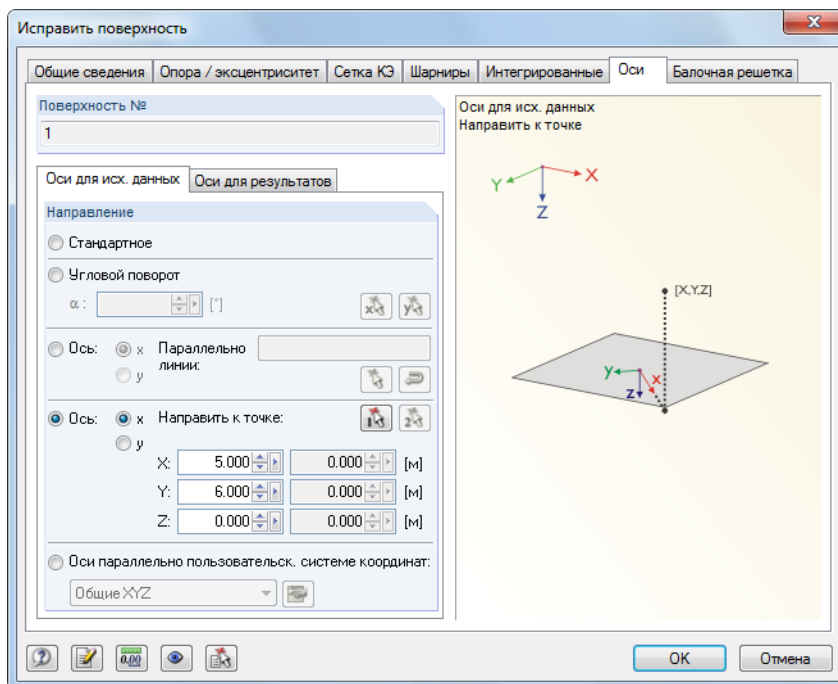 Исправить поверхность
Общие сведения Опора / эксцентриситет Сетка КЭ Шарниры Интегрированные Оси Балочная решетка
Поверхность №
1
Оси для исх. данных Оси для результатов
Направление
Стандартное
Угловой поворот
α : [°]
x y
Ось: x Параллельно линии:
y
Ось: x Направить к точке: 1 2
y
X: 5.000 0.000 [м]
Y: 6.000 0.000 [м]
Z: 0.000 0.000 [м]
Оси параллельно пользовательск. системе координат:
Общие XYZ
Оси для исх. данных
Направить к точке
Y X
Z
[X,Y,Z]
y x
z
0.00
OK Отмена